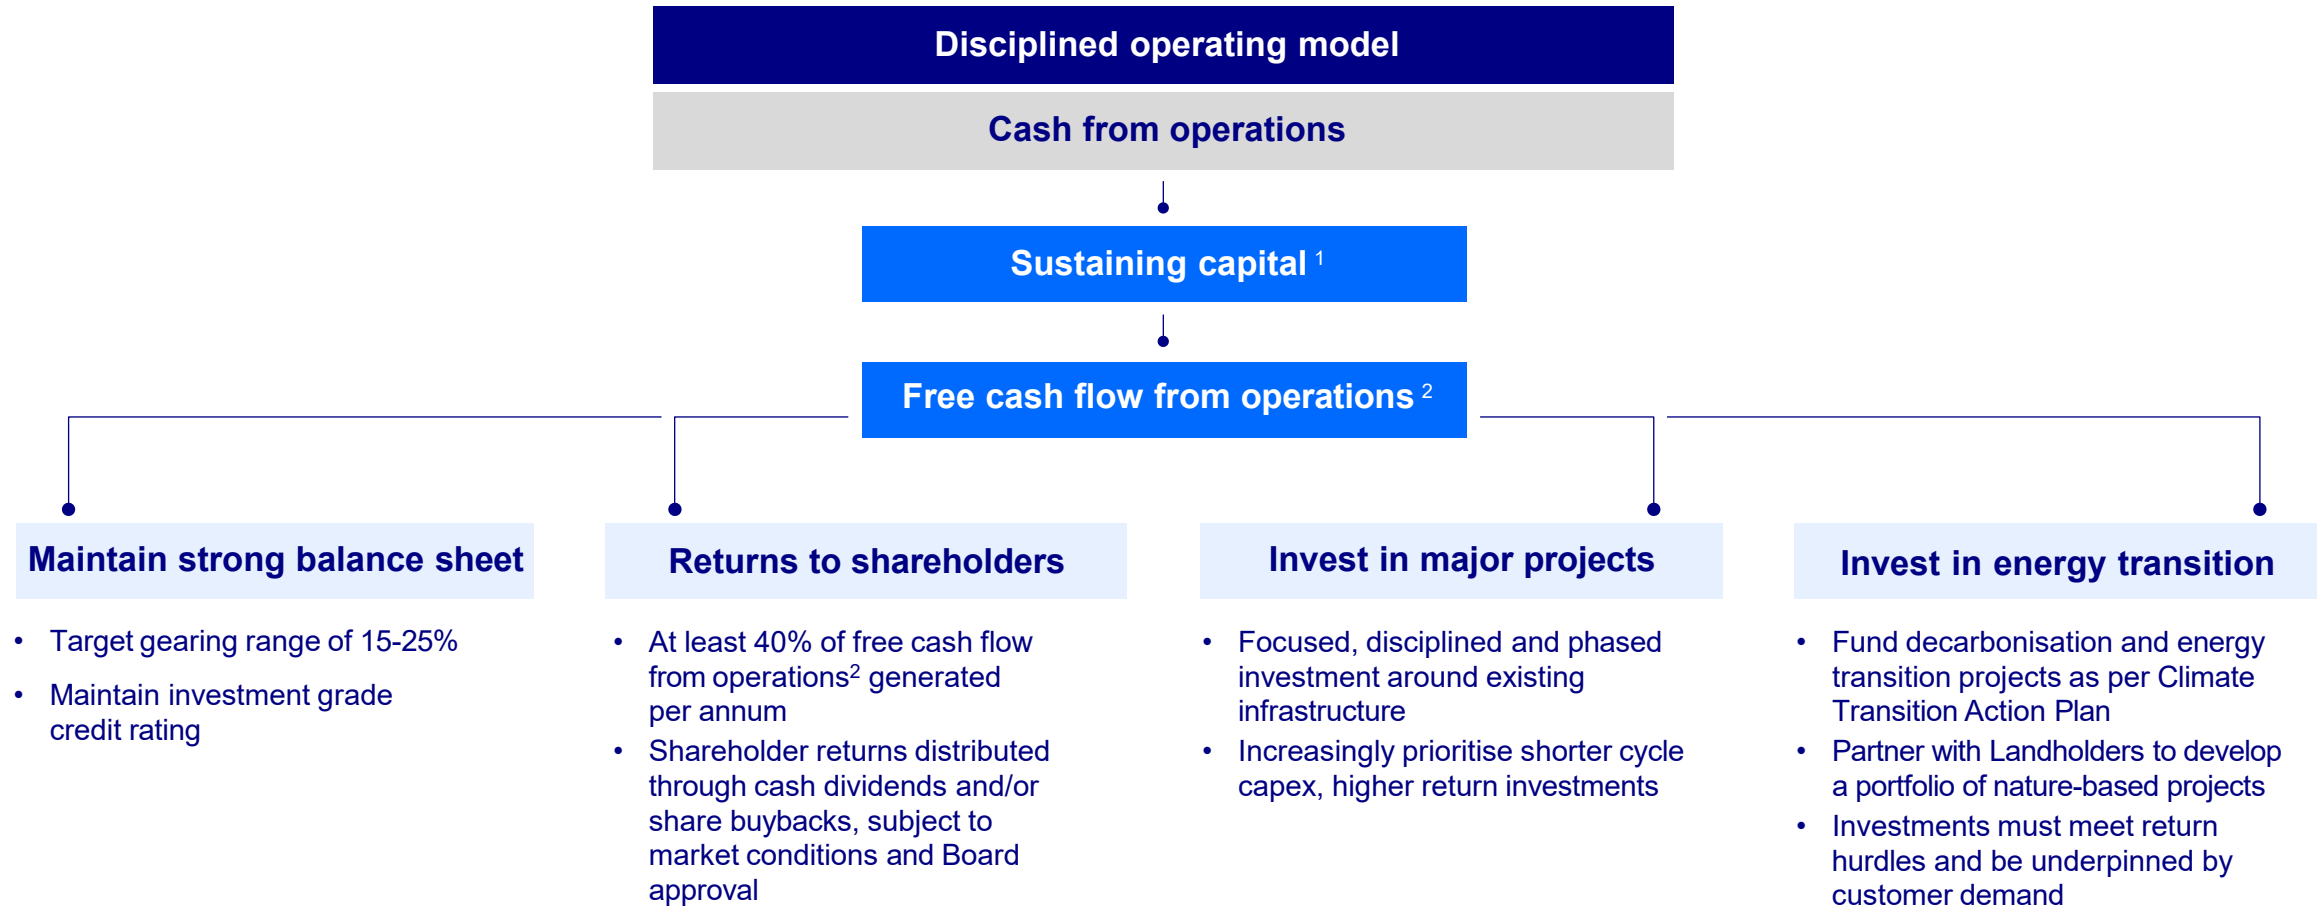 Disciplined operating model
Cash from operations
Sustaining capital 1
Free cash flow from operations 2
Maintain strong balance sheet
• Target gearing range of 15-25%
• Maintain investment grade
credit rating
Returns to shareholders
• At least 40% of free cash flow
from operations2 generated
per annum
• Shareholder returns distributed
through cash dividends and/or
share buybacks, subject to
market conditions and Board
approval
Invest in major projects
• Focused, disciplined and phased
investment around existing
infrastructure
• Increasingly prioritise shorter cycle
capex, higher return investments
Invest in energy transition
• Fund decarbonisation and energy
transition projects as per Climate
Transition Action Plan
• Partner with Landholders to develop
a portfolio of nature-based projects
• Investments must meet return
hurdles and be underpinned by
customer demand